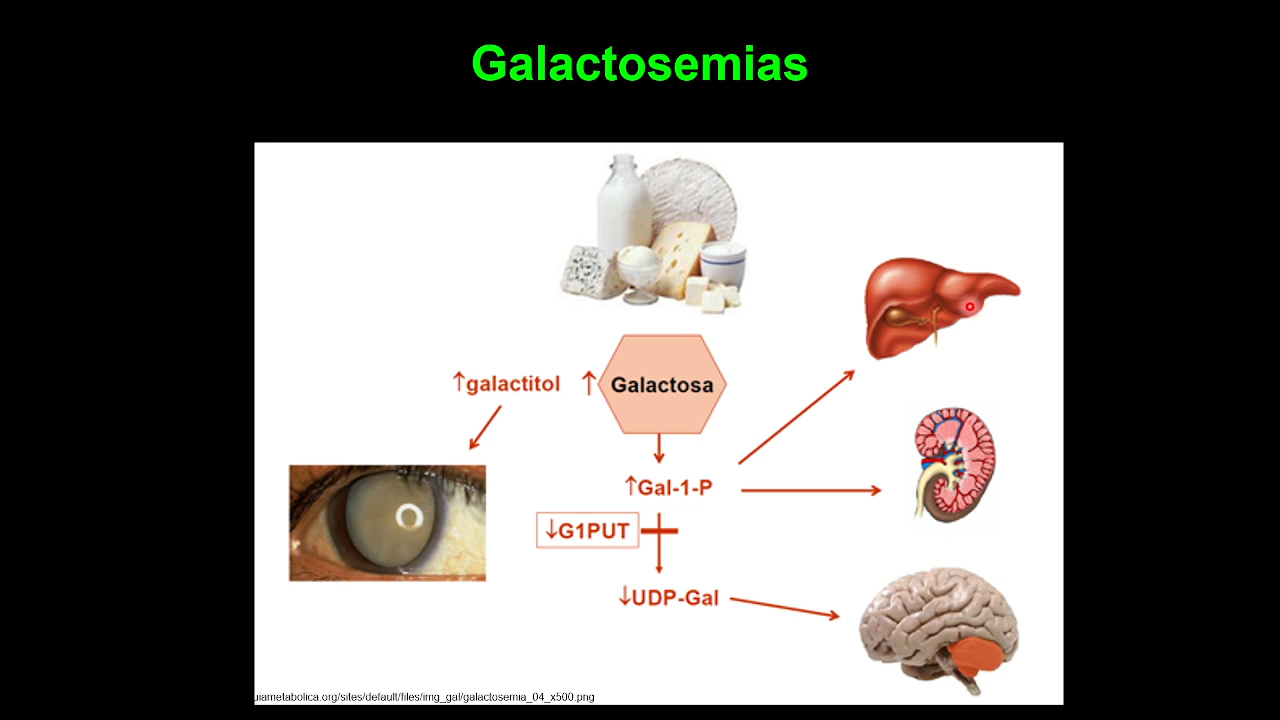 Galactosemias
↑galactitol
↑ Galactosa
↑Gal-1-P
↓G1PUT
↓UDP-Gal
uiametabolica.org/sites/default/files/img_gal/galactosemia_04_x500.png